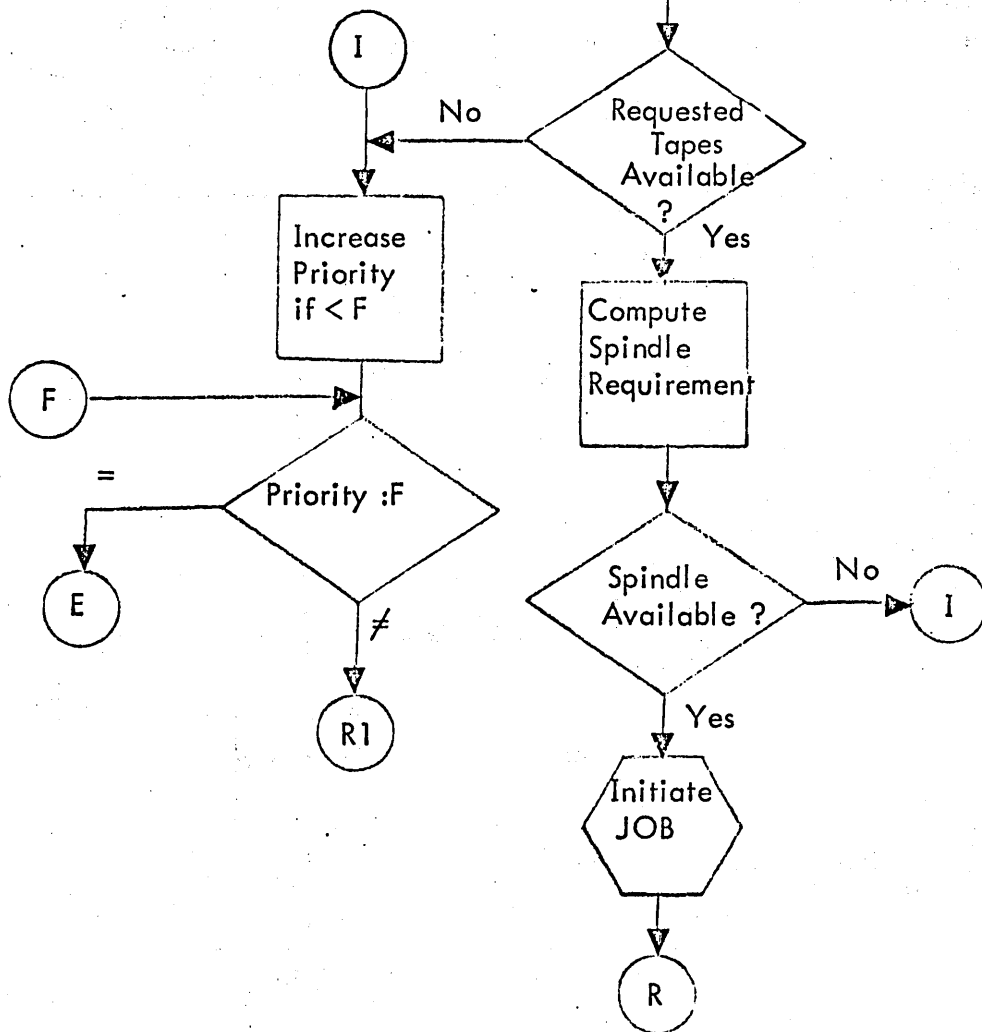 I
No
Requested
Tapes
Available
?
Yes
Increase
Priority
if < F
Compute
Spindle
Requirement
F
=
Priority :F
E
≠
R1
Spindle
Available ?
No
I
Yes
Initiate
JOB
R